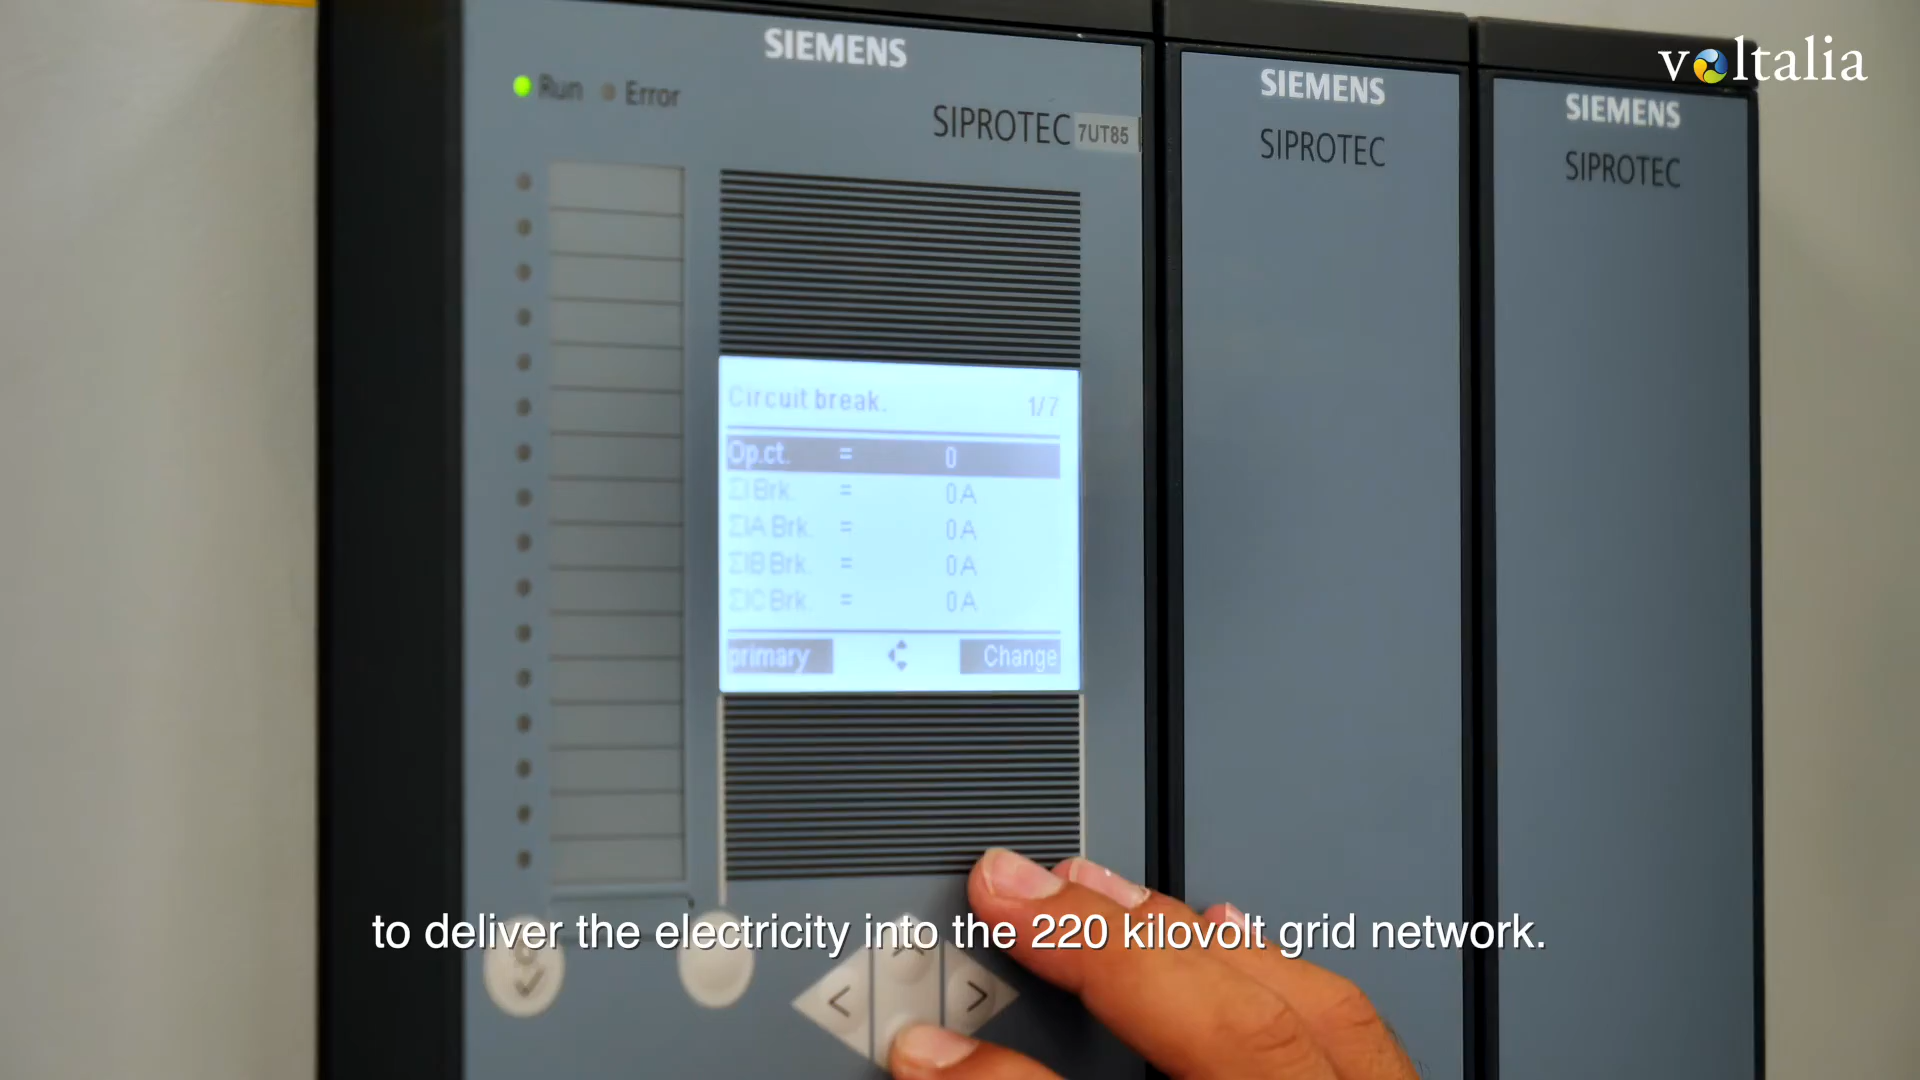 voltalia
SIEMENS
Run Error
SIPROTEC 7UT85
SIEMENS
SIPROTEC
SIEMENS
SIPROTEC
Circuit break. 1/7
Op.ct. = 0
ΣI Brk. = 0 A
ΣIA Brk. = 0 A
ΣIB Brk. = 0 A
ΣIC Brk. = 0 A
primary Change
to deliver the electricity into the 220 kilovolt grid network.